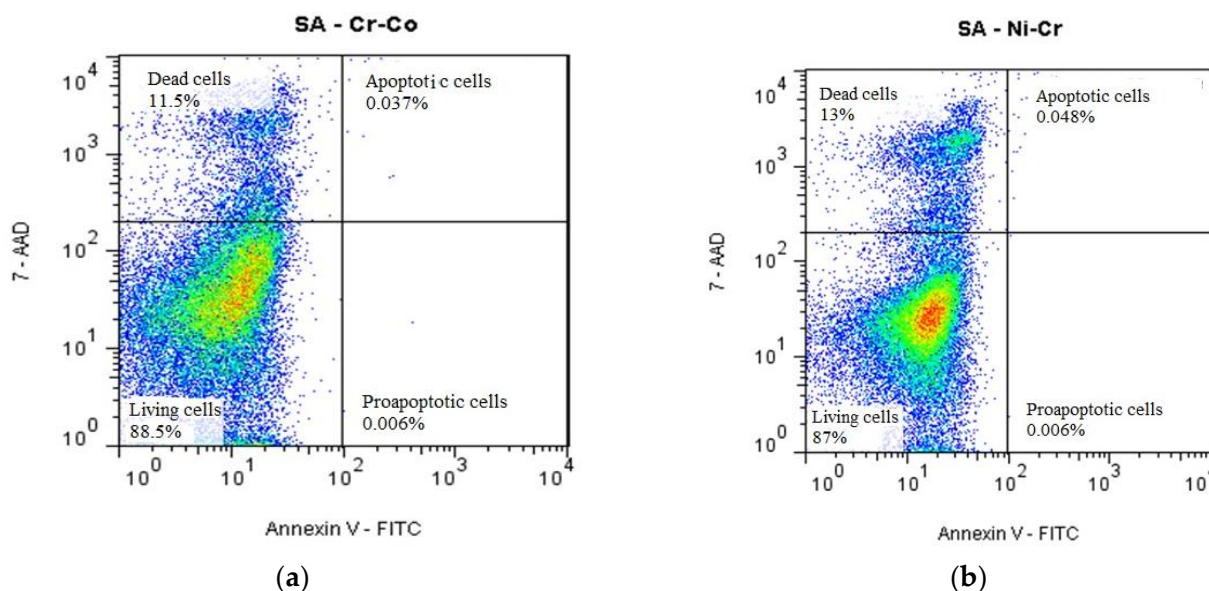 SA - Cr-Co
10^4
10^3
10^2
10^1
10^0
7 - AAD
Dead cells
11.5%
Apoptotic cells
0.037%
Living cells
88.5%
Proapoptotic cells
0.006%
10^0 10^1 10^2 10^3 10^4
Annexin V - FITC
(a)
SA - Ni-Cr
10^4
10^3
10^2
10^1
10^0
7 - AAD
Dead cells
13%
Apoptotic cells
0.048%
Living cells
87%
Proapoptotic cells
0.006%
10^0 10^1 10^2 10^3
Annexin V - FITC
(b)